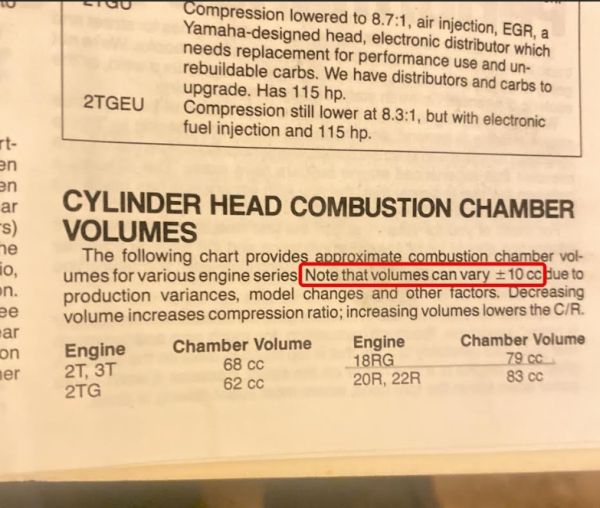 2TGU Compression lowered to 8.7:1, air injection, EGR, a
Yamaha-designed head, electronic distributor which
needs replacement for performance use and un-
rebuildable carbs. We have distributors and carbs to
upgrade. Has 115 hp.
2TGEU Compression still lower at 8.3:1, but with electronic
fuel injection and 115 hp.
CYLINDER HEAD COMBUSTION CHAMBER
VOLUMES
The following chart provides approximate combustion chamber vol-
umes for various engine series. Note that volumes can vary ±10 cc due to
production variances, model changes and other factors. Decreasing
volume increases compression ratio; increasing volumes lowers the C/R.
Engine Chamber Volume Engine Chamber Volume
2T, 3T 68 cc 18RG 79 cc
2TG 62 cc 20R, 22R 83 cc